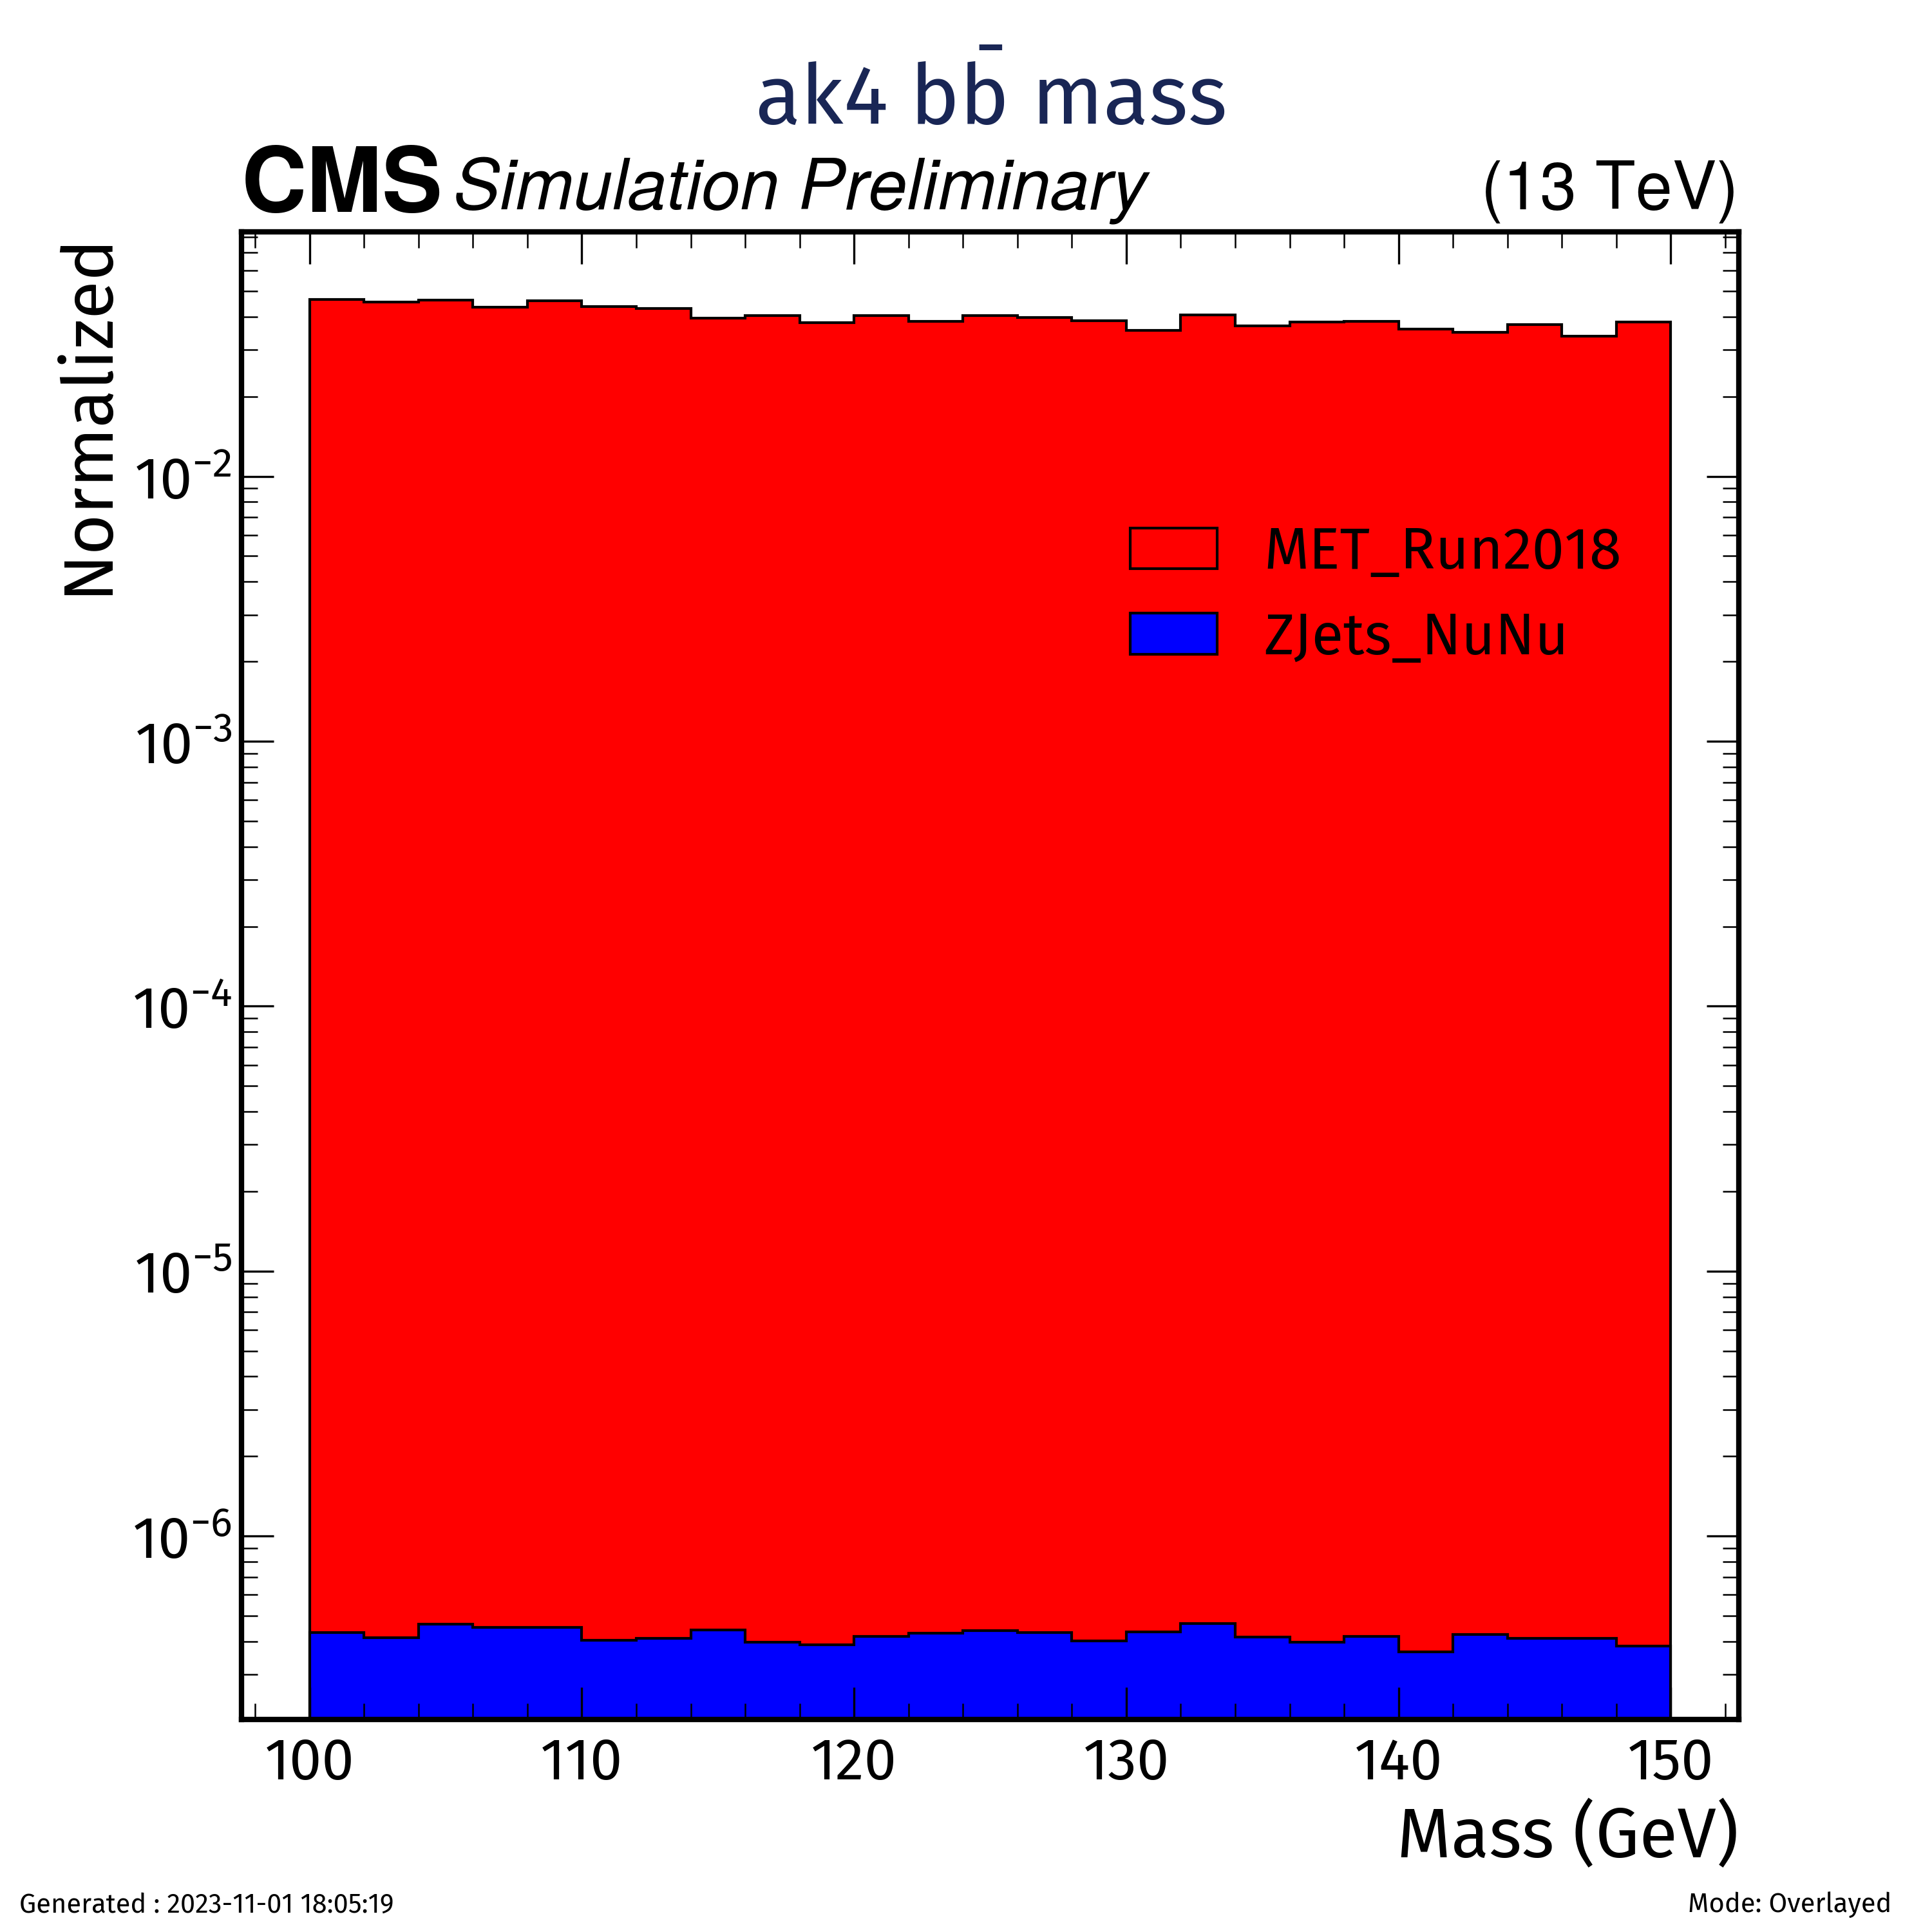 ak4 bb̄ mass
CMS Simulation Preliminary (13 TeV)
Normalized
10⁻²
10⁻³
10⁻⁴
10⁻⁵
10⁻⁶
MET_Run2018
ZJets_NuNu
100 110 120 130 140 150
Mass (GeV)
Generated : 2023-11-01 18:05:19
Mode: Overlayed